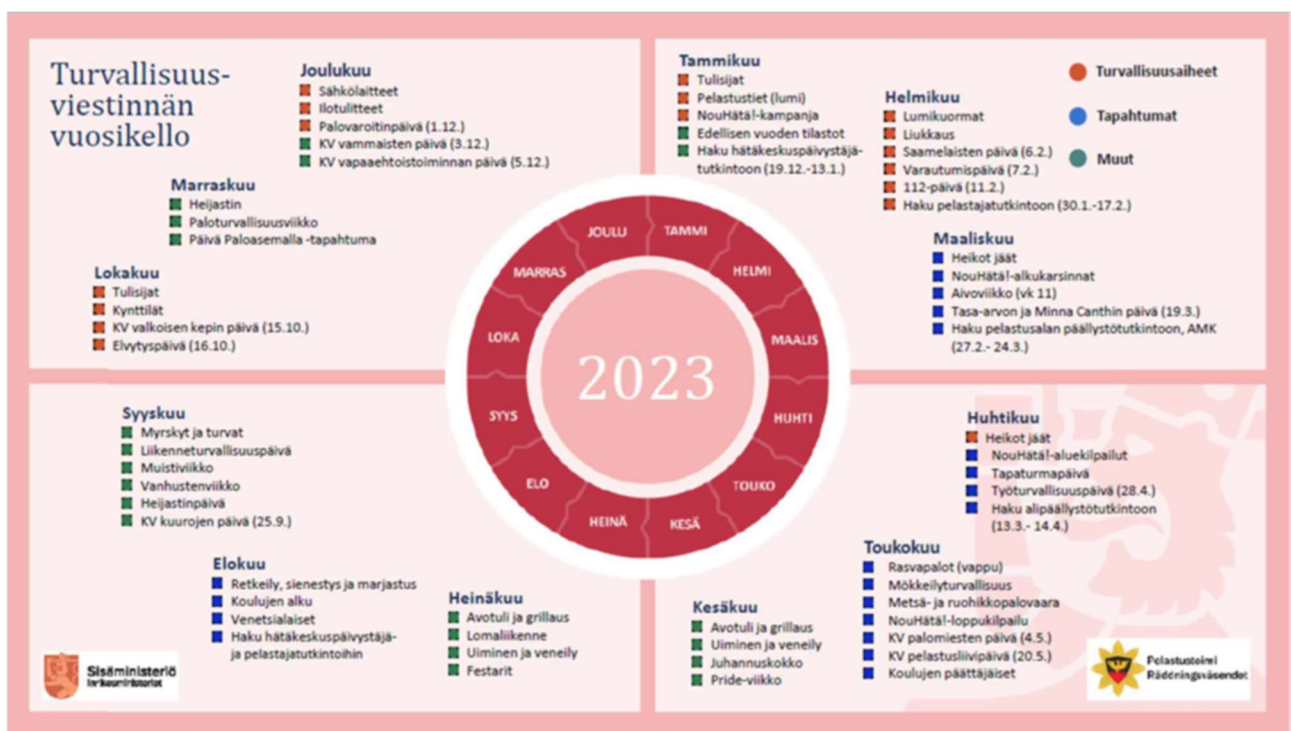 Turvallisuus-
viestinnän
vuosikello
Joulukuu
Sähkölaitteet
Ilotulitteet
Palovaroitinpäivä (1.12.)
KV vammaisten päivä (3.12.)
KV vapaaehtoistoiminnan päivä (5.12.)
Marraskuu
Heijastin
Paloturvallisuusviikko
Päivä Paloasemalla -tapahtuma
Lokakuu
Tulisijat
Kynttilät
KV valkoisen kepin päivä (15.10.)
Elvytyspäivä (16.10.)
Tammikuu
Tulisijat
Pelastustiet (lumi)
NouHätä!-kampanja
Edellisen vuoden tilastot
Haku hätäkeskuspäivystäjä-
tutkintoon (19.12.-13.1.)
Helmikuu
Lumikuormat
Liukkaus
Saamelaisten päivä (6.2.)
Varautumispäivä (7.2.)
112-päivä (11.2.)
Haku pelastajatutkintoon (30.1.-17.2.)
Turvallisuusaiheet
Tapahtumat
Muut
Maaliskuu
Heikot jäät
NouHätä!-alkukarsinnat
Aivoviikko (vk 11)
Tasa-arvon ja Minna Canthin päivä (19.3.)
Haku pelastusalan päällystötutkintoon, AMK
(27.2.- 24.3.)
JOULU
TAMMI
MARRAS
HELMI
LOKA
MAALIS
2023
SYYS
HUHTI
ELO
TOUKO
HEINÄ
KESÄ
Syyskuu
Myrskyt ja turvat
Liikenneturvallisuuspäivä
Muistiviikko
Vanhustenviikko
Heijastinpäivä
KV kuurojen päivä (25.9.)
Elokuu
Retkeily, sienestys ja marjastus
Koulujen alku
Venetsialaiset
Haku hätäkeskuspäivystäjä-
ja pelastajatutkintoihin
Heinäkuu
Avotuli ja grillaus
Lomaliikenne
Uiminen ja veneily
Festarit
Huhtikuu
Heikot jäät
NouHätä!-aluekilpailut
Tapaturmapäivä
Työturvallisuuspäivä (28.4.)
Haku alipäällystötutkintoon
(13.3.- 14.4.)
Toukokuu
Rasvapalot (vappu)
Mökkeilyturvallisuus
Metsä- ja ruohikkopalovaara
NouHätä!-loppukilpailu
KV palomiesten päivä (4.5.)
KV pelastusliivipäivä (20.5.)
Koulujen päättäjäiset
Kesäkuu
Avotuli ja grillaus
Uiminen ja veneily
Juhannuskokko
Pride-viikko
Sisäministeriö
Inrikesministeriet
Pelastustoimi
Räddningsväsendet